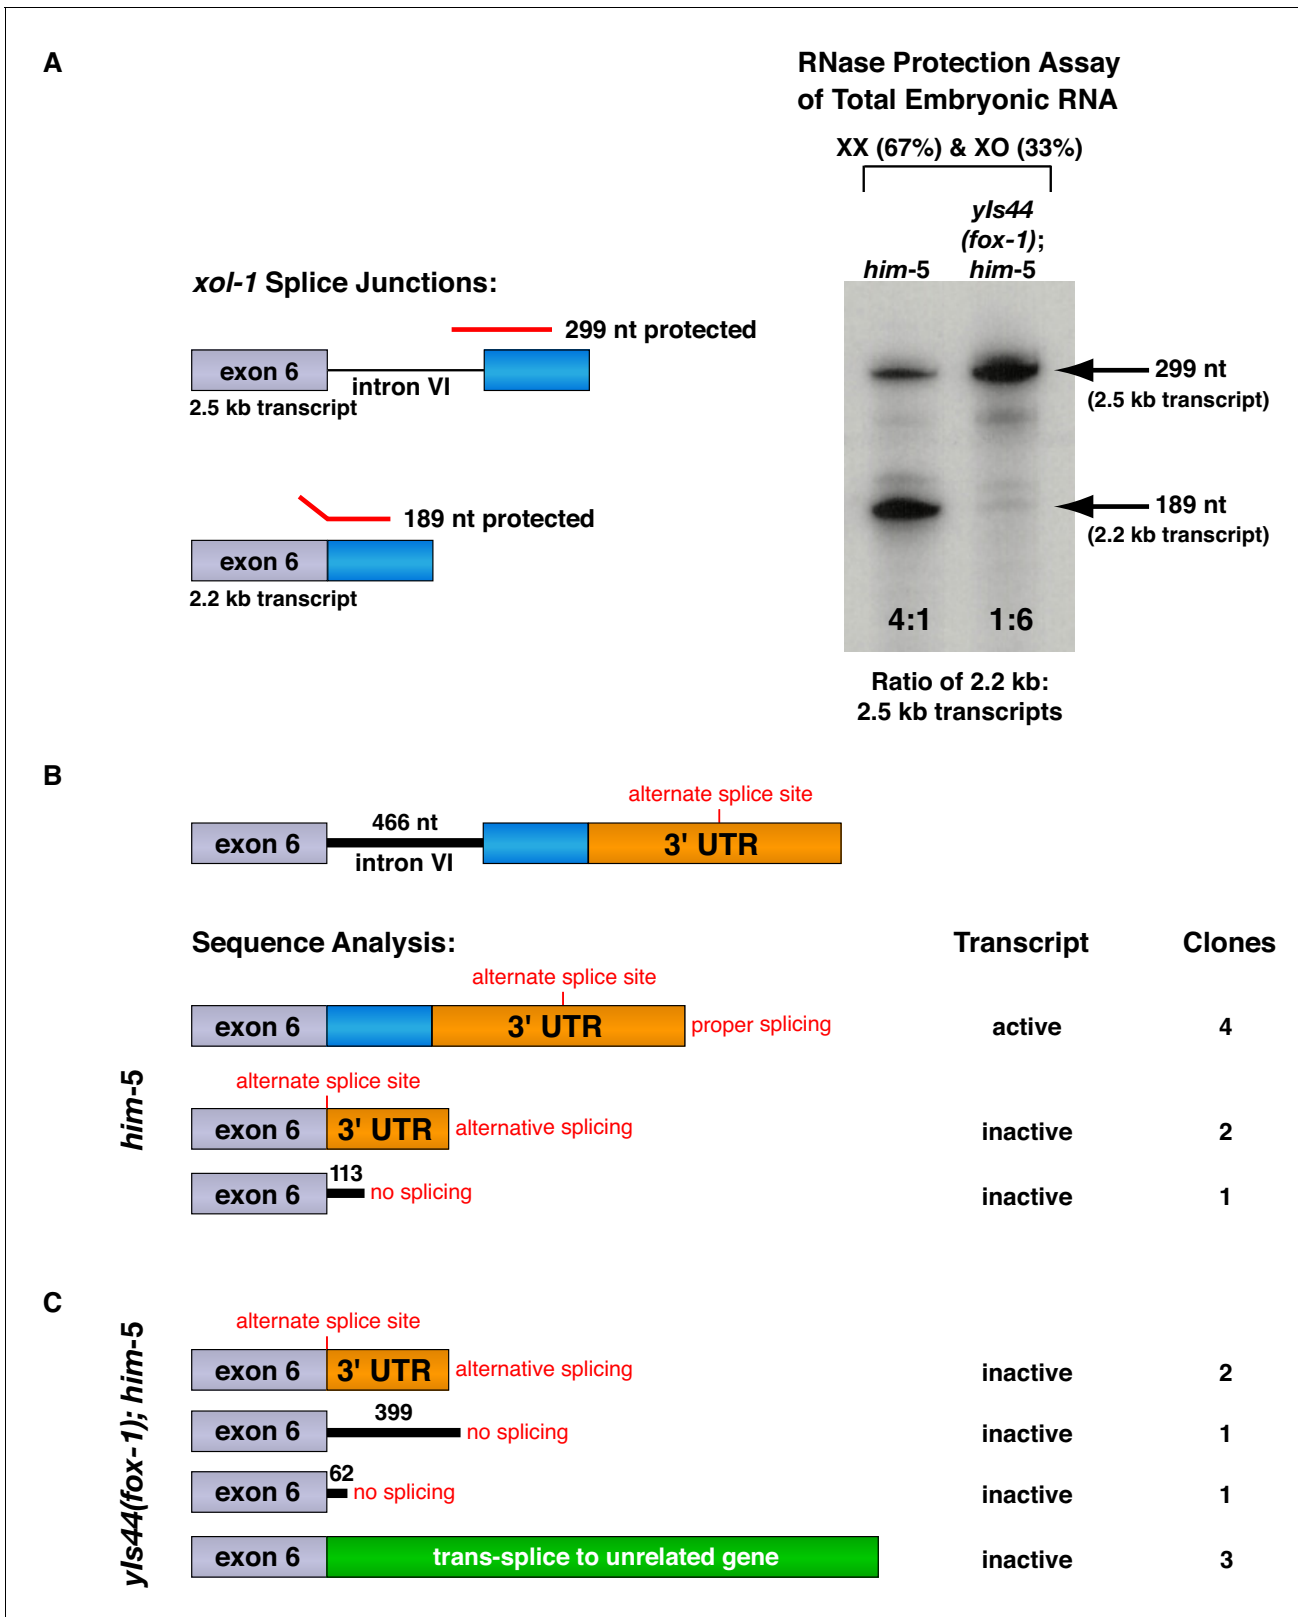 A
RNase Protection Assay
of Total Embryonic RNA
XX (67%) & XO (33%)
him-5
yIs44
(fox-1);
him-5
xol-1 Splice Junctions:
299 nt protected
exon 6
intron VI
2.5 kb transcript
189 nt protected
exon 6
2.2 kb transcript
299 nt
(2.5 kb transcript)
189 nt
(2.2 kb transcript)
4:1
1:6
Ratio of 2.2 kb:
2.5 kb transcripts
B
alternate splice site
exon 6
466 nt
intron VI
3' UTR
Sequence Analysis:
Transcript
Clones
him-5
alternate splice site
exon 6
3' UTR
proper splicing
active
4
alternate splice site
exon 6
3' UTR
alternative splicing
inactive
2
exon 6
113
no splicing
inactive
1
C
yIs44(fox-1); him-5
alternate splice site
exon 6
3' UTR
alternative splicing
inactive
2
exon 6
399
no splicing
inactive
1
exon 6
62
no splicing
inactive
1
exon 6
trans-splice to unrelated gene
inactive
3